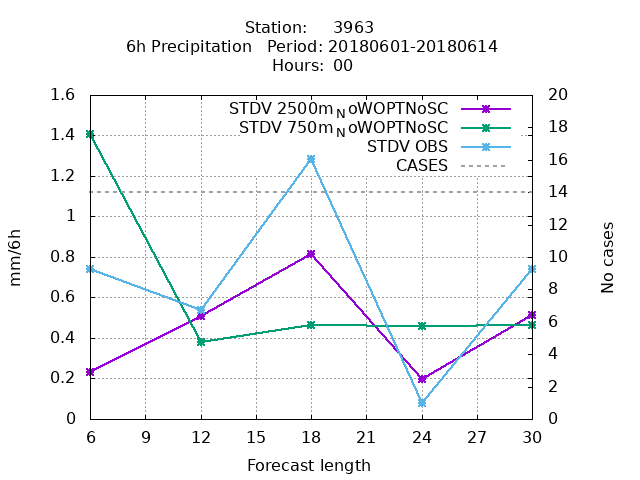 Station: 3963
6h Precipitation Period: 20180601-20180614
Hours: 00
STDV 2500m_NoWOPTNoSC
STDV 750m_NoWOPTNoSC
STDV OBS
CASES
1.6
1.4
1.2
1
0.8
0.6
0.4
0.2
0
20
18
16
14
12
10
8
6
4
2
0
mm/6h
No cases
6 9 12 15 18 21 24 27 30
Forecast length